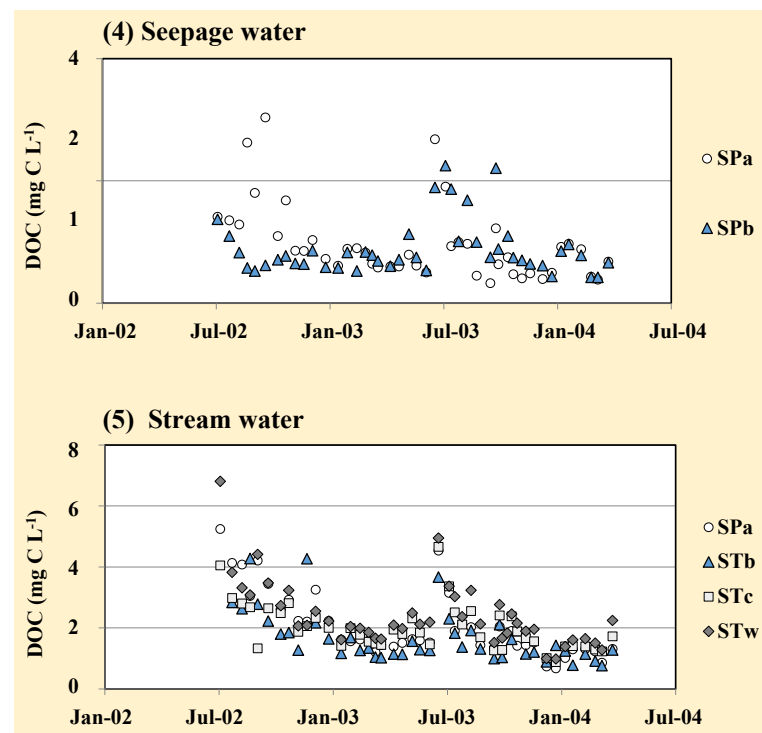 (4) Seepage water
4
2
1
0
DOC (mg C L-1)
Jan-02 Jul-02 Jan-03 Jul-03 Jan-04 Jul-04
SPa
SPb
(5) Stream water
8
6
4
2
0
DOC (mg C L-1)
Jan-02 Jul-02 Jan-03 Jul-03 Jan-04 Jul-04
SPa
STb
STc
STw